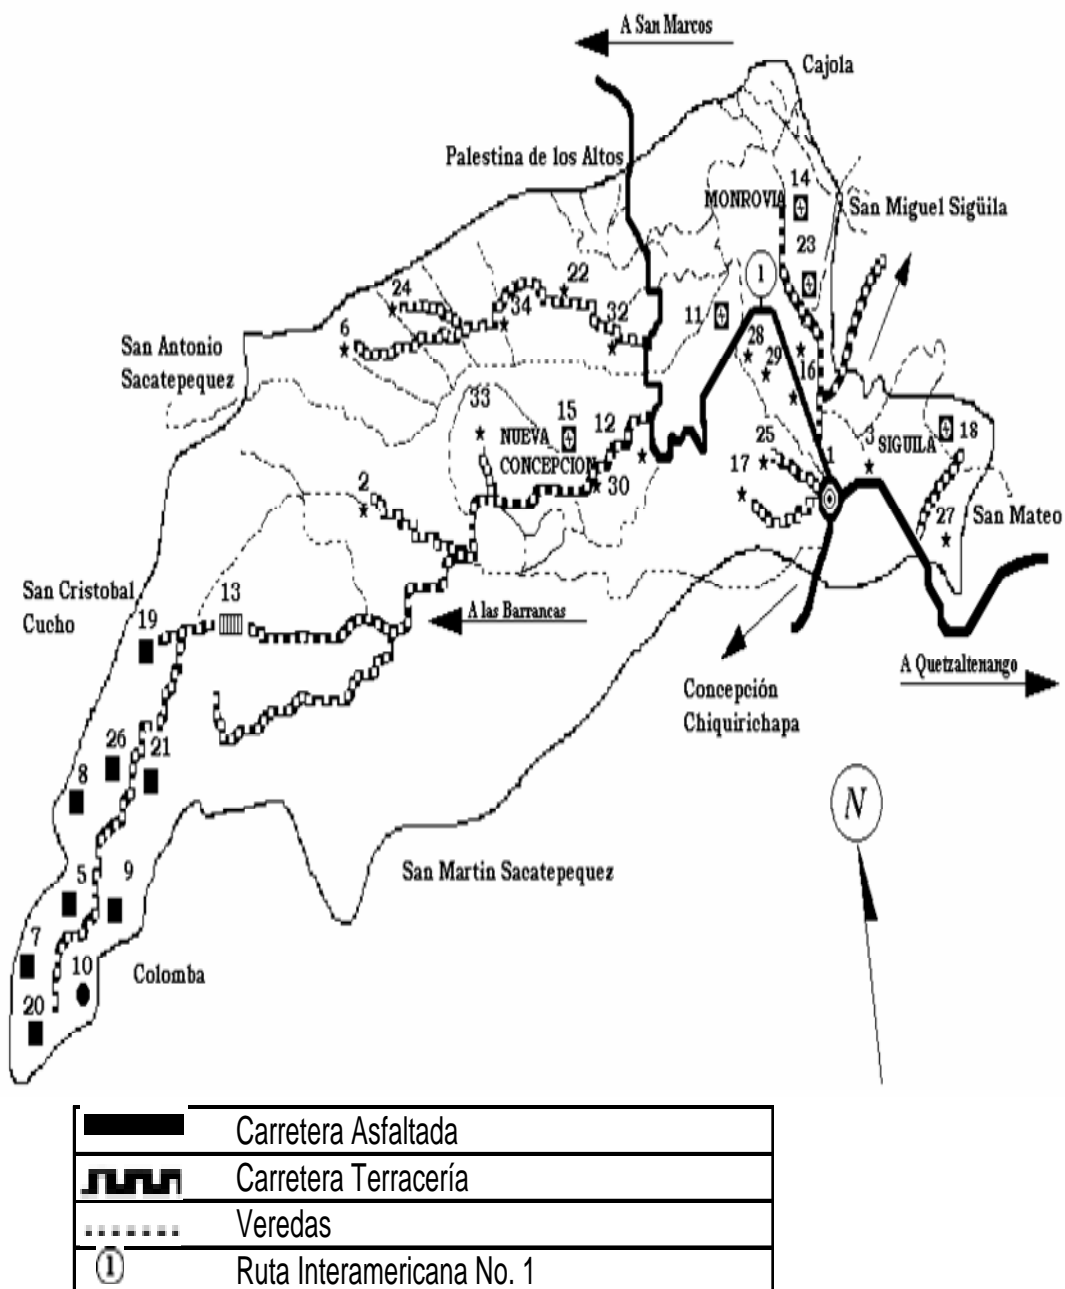 A San Marcos
Cajola
Palestina de los Altos
14
MONROVIA
San Miguel Sigüila
23
1
22
24
34
32
11
6
28
29
16
San Antonio
Sacatepequez
33
15
12
NUEVA
CONCEPCION
25
1
3
SIGUILA
18
17
2
30
27
San Mateo
San Cristobal
Cucho
13
19
A las Barrancas
A Quetzaltenango
Concepción
Chiquirichapa
26
21
8
N
5
9
San Martin Sacatepequez
7
10
Colomba
20
Carretera Asfaltada
Carretera Terracería
Veredas
1
Ruta Interamericana No. 1